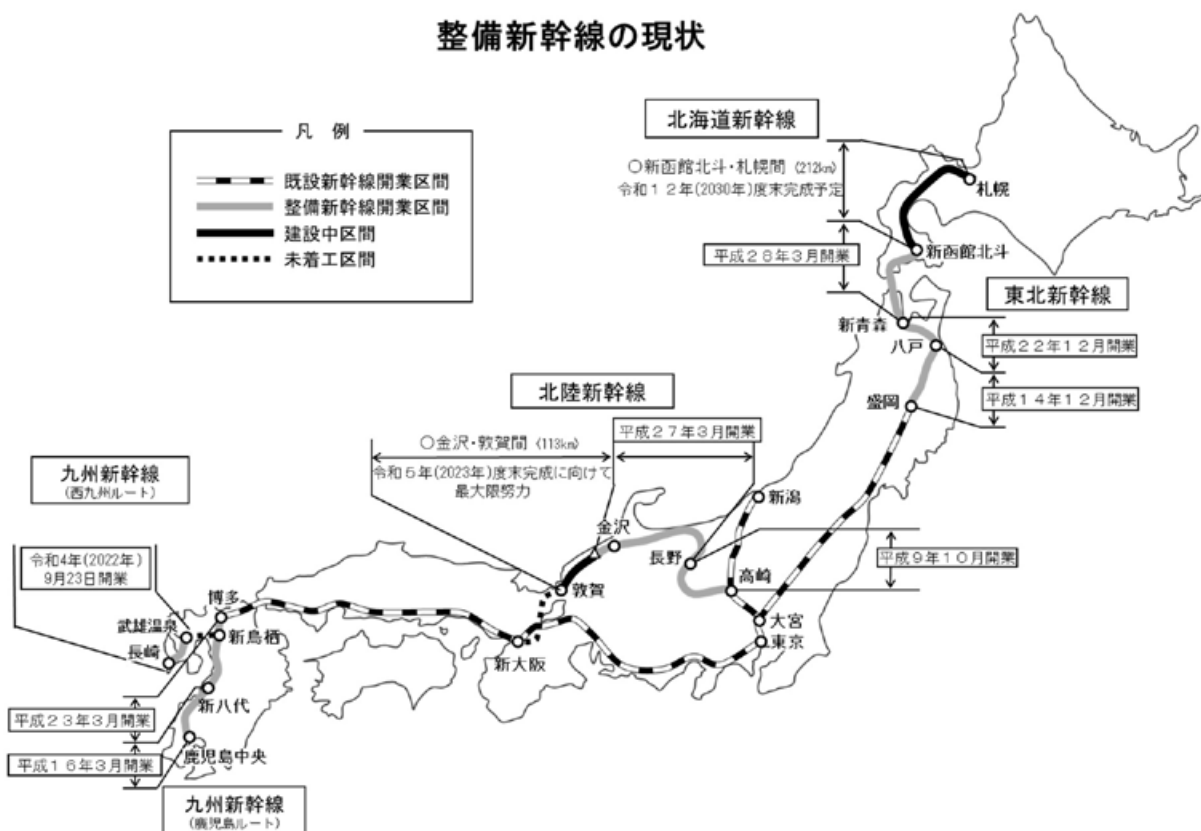 整備新幹線の現状
凡 例
既設新幹線開業区間
整備新幹線開業区間
建設中区間
未着工区間
北海道新幹線
○新函館北斗・札幌間 (212km)
令和12年(2030年)度末完成予定
札幌
新函館北斗
平成28年3月開業
東北新幹線
新青森
八戸
平成22年12月開業
盛岡
平成14年12月開業
北陸新幹線
○金沢・敦賀間 (113km)
平成27年3月開業
令和5年(2023年)度末完成に向けて
最大限努力
新潟
金沢
長野
平成9年10月開業
高崎
敦賀
大宮
東京
新大阪
九州新幹線
(西九州ルート)
令和4年(2022年)
9月23日開業
博多
武雄温泉
新鳥栖
長崎
新八代
平成23年3月開業
鹿児島中央
平成16年3月開業
九州新幹線
(鹿児島ルート)